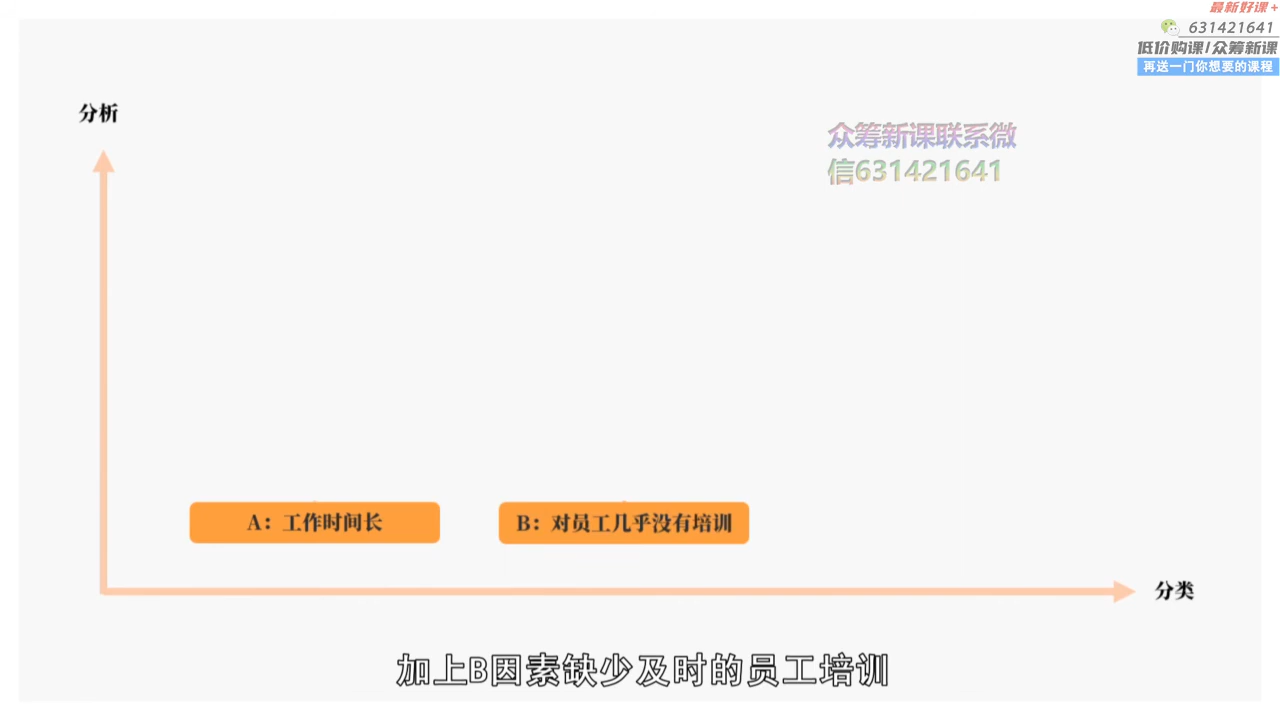 最新好课+
631421641
低价购课/众筹新课
再送一门你想要的课程
分析
众筹新课联系微
信631421641
A：工作时间长
B：对员工几乎没有培训
分类
加上B因素缺少及时的员工培训